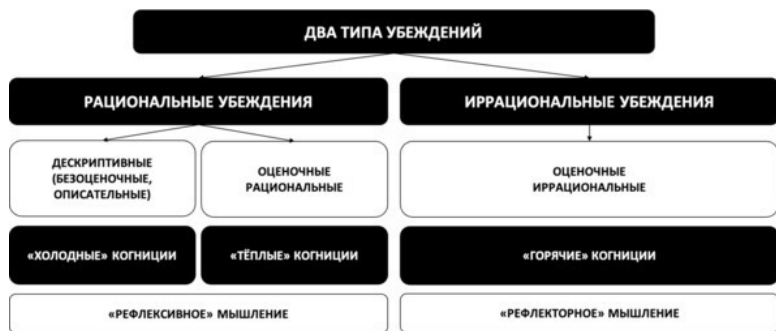 ДВА ТИПА УБЕЖДЕНИЙ
РАЦИОНАЛЬНЫЕ УБЕЖДЕНИЯ
ИРРАЦИОНАЛЬНЫЕ УБЕЖДЕНИЯ
ДЕСКРИПТИВНЫЕ
(БЕЗОЦЕНОЧНЫЕ,
ОПИСАТЕЛЬНЫЕ)
ОЦЕНОЧНЫЕ
РАЦИОНАЛЬНЫЕ
ОЦЕНОЧНЫЕ
ИРРАЦИОНАЛЬНЫЕ
«ХОЛОДНЫЕ» КОГНИЦИИ
«ТЁПЛЫЕ» КОГНИЦИИ
«ГОРЯЧИЕ» КОГНИЦИИ
«РЕФЛЕКСИВНОЕ» МЫШЛЕНИЕ
«РЕФЛЕКТОРНОЕ» МЫШЛЕНИЕ